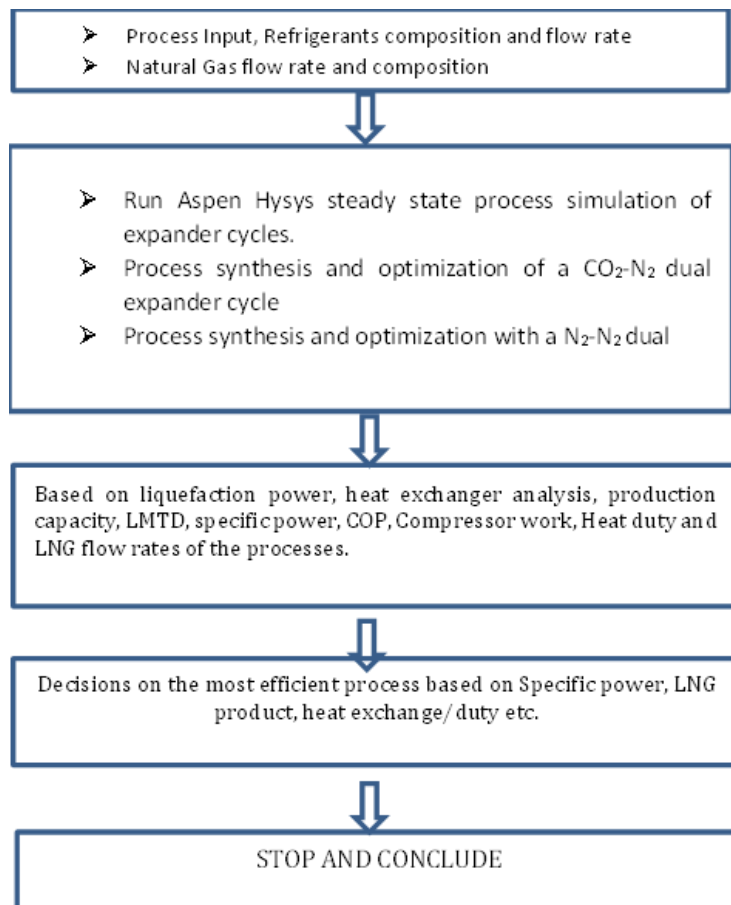 ➢ Process Input, Refrigerants composition and flow rate
➢ Natural Gas flow rate and composition
➢ Run Aspen Hysys steady state process simulation of
expander cycles.
➢ Process synthesis and optimization of a CO₂-N₂ dual
expander cycle
➢ Process synthesis and optimization with a N₂-N₂ dual
Based on liquefaction power, heat exchanger analysis, production
capacity, LMTD, specific power, COP, Compressor work, Heat duty and
LNG flow rates of the processes.
Decisions on the most efficient process based on Specific power, LNG
product, heat exchange/ duty etc.
STOP AND CONCLUDE